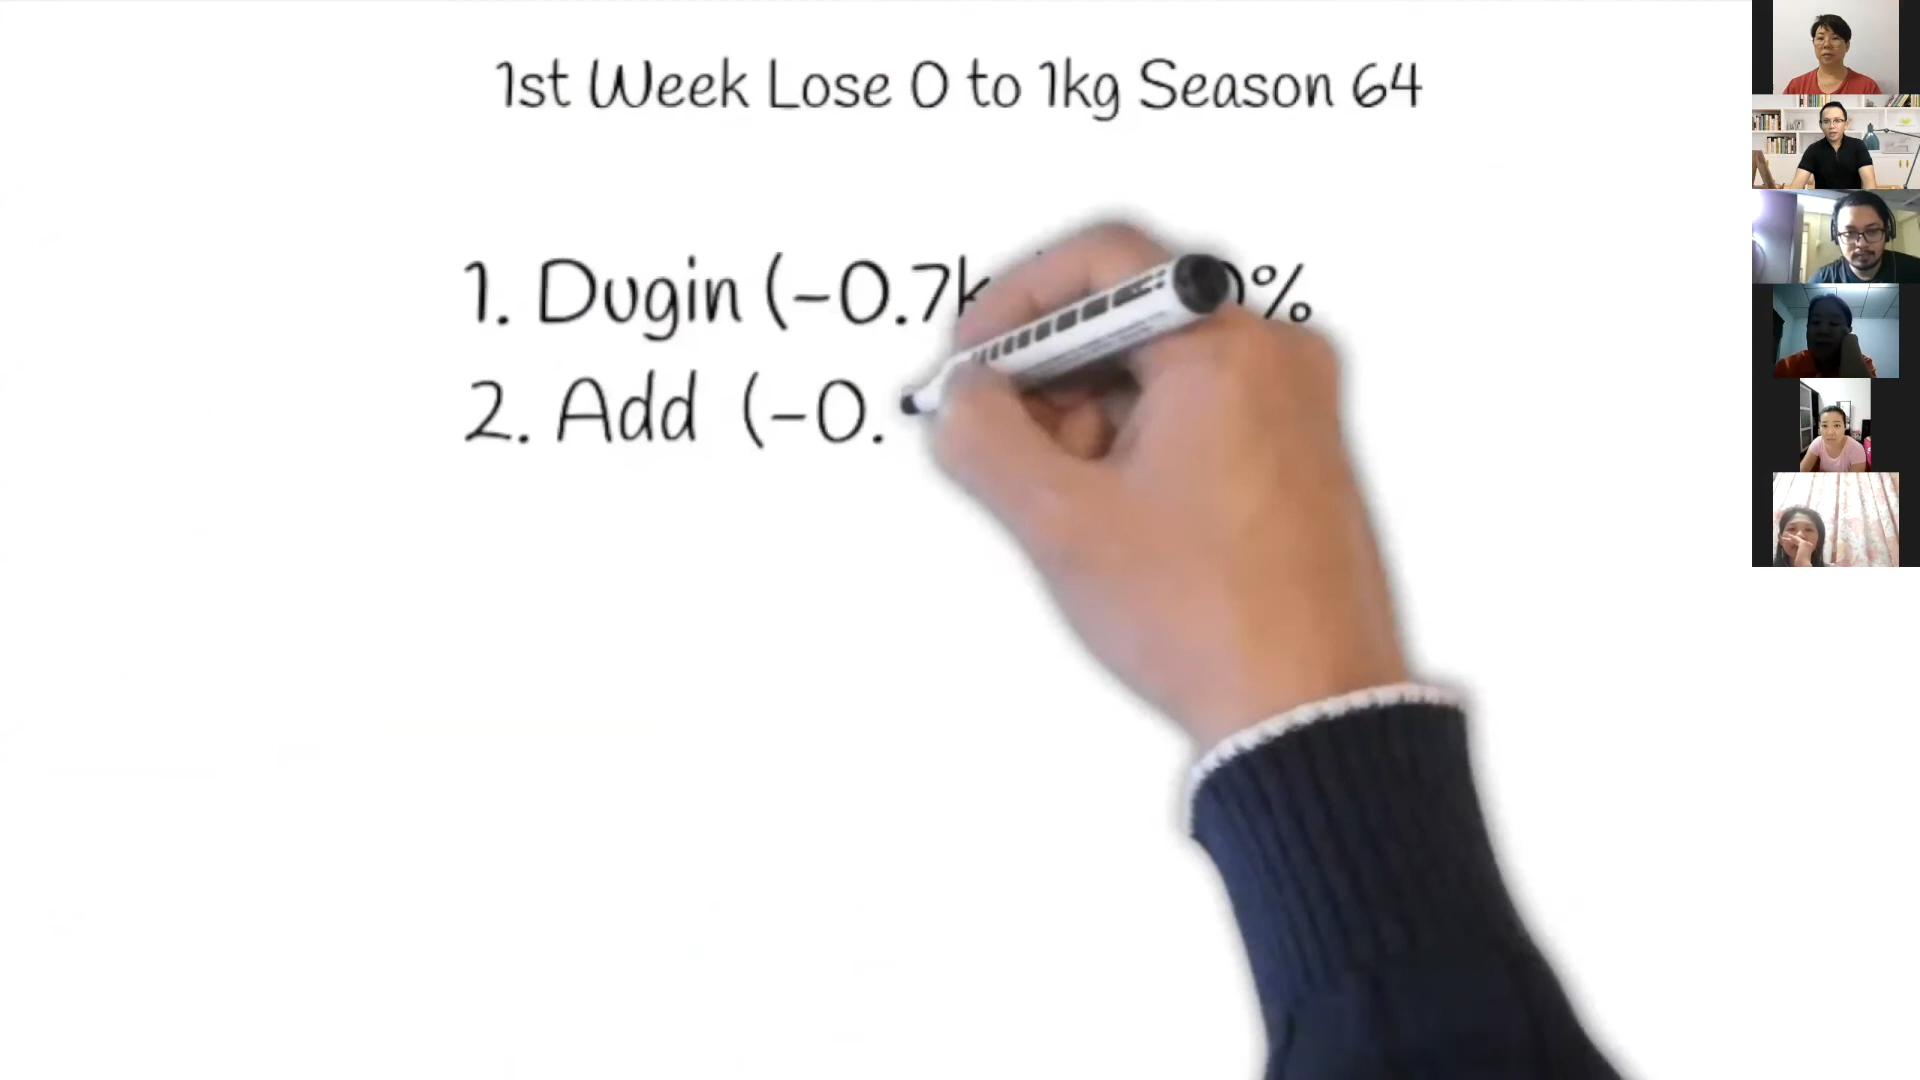 1st Week Lose 0 to 1kg Season 64
1. Dugin (-0.7k %
2. Add (-0.